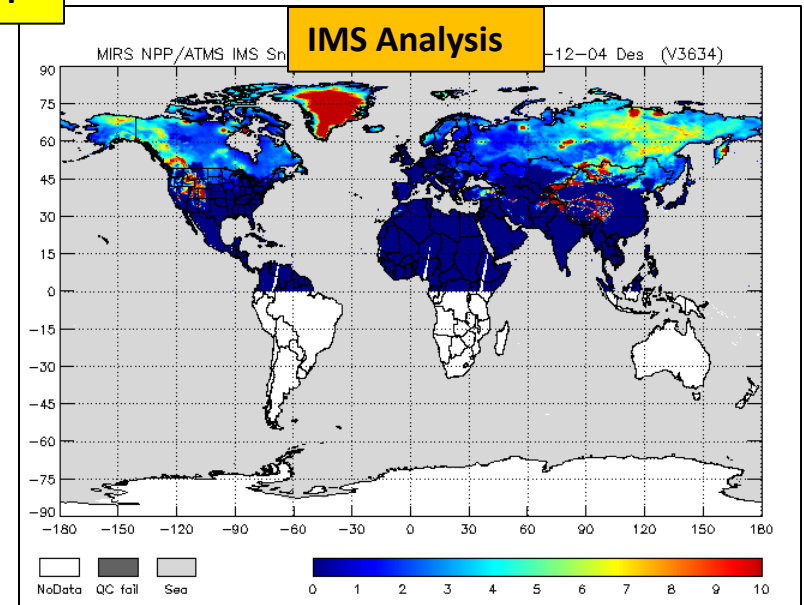 IMS Analysis
MIRS NPP/ATMS IMS Sn -12-04 Des (V3634)
90
75
60
45
30
15
0
-15
-30
-45
-60
-75
-90
-180 -150 -120 -90 -60 -30 0 30 60 90 120 150 180
NoData QC fail Sea
0 1 2 3 4 5 6 7 8 9 10